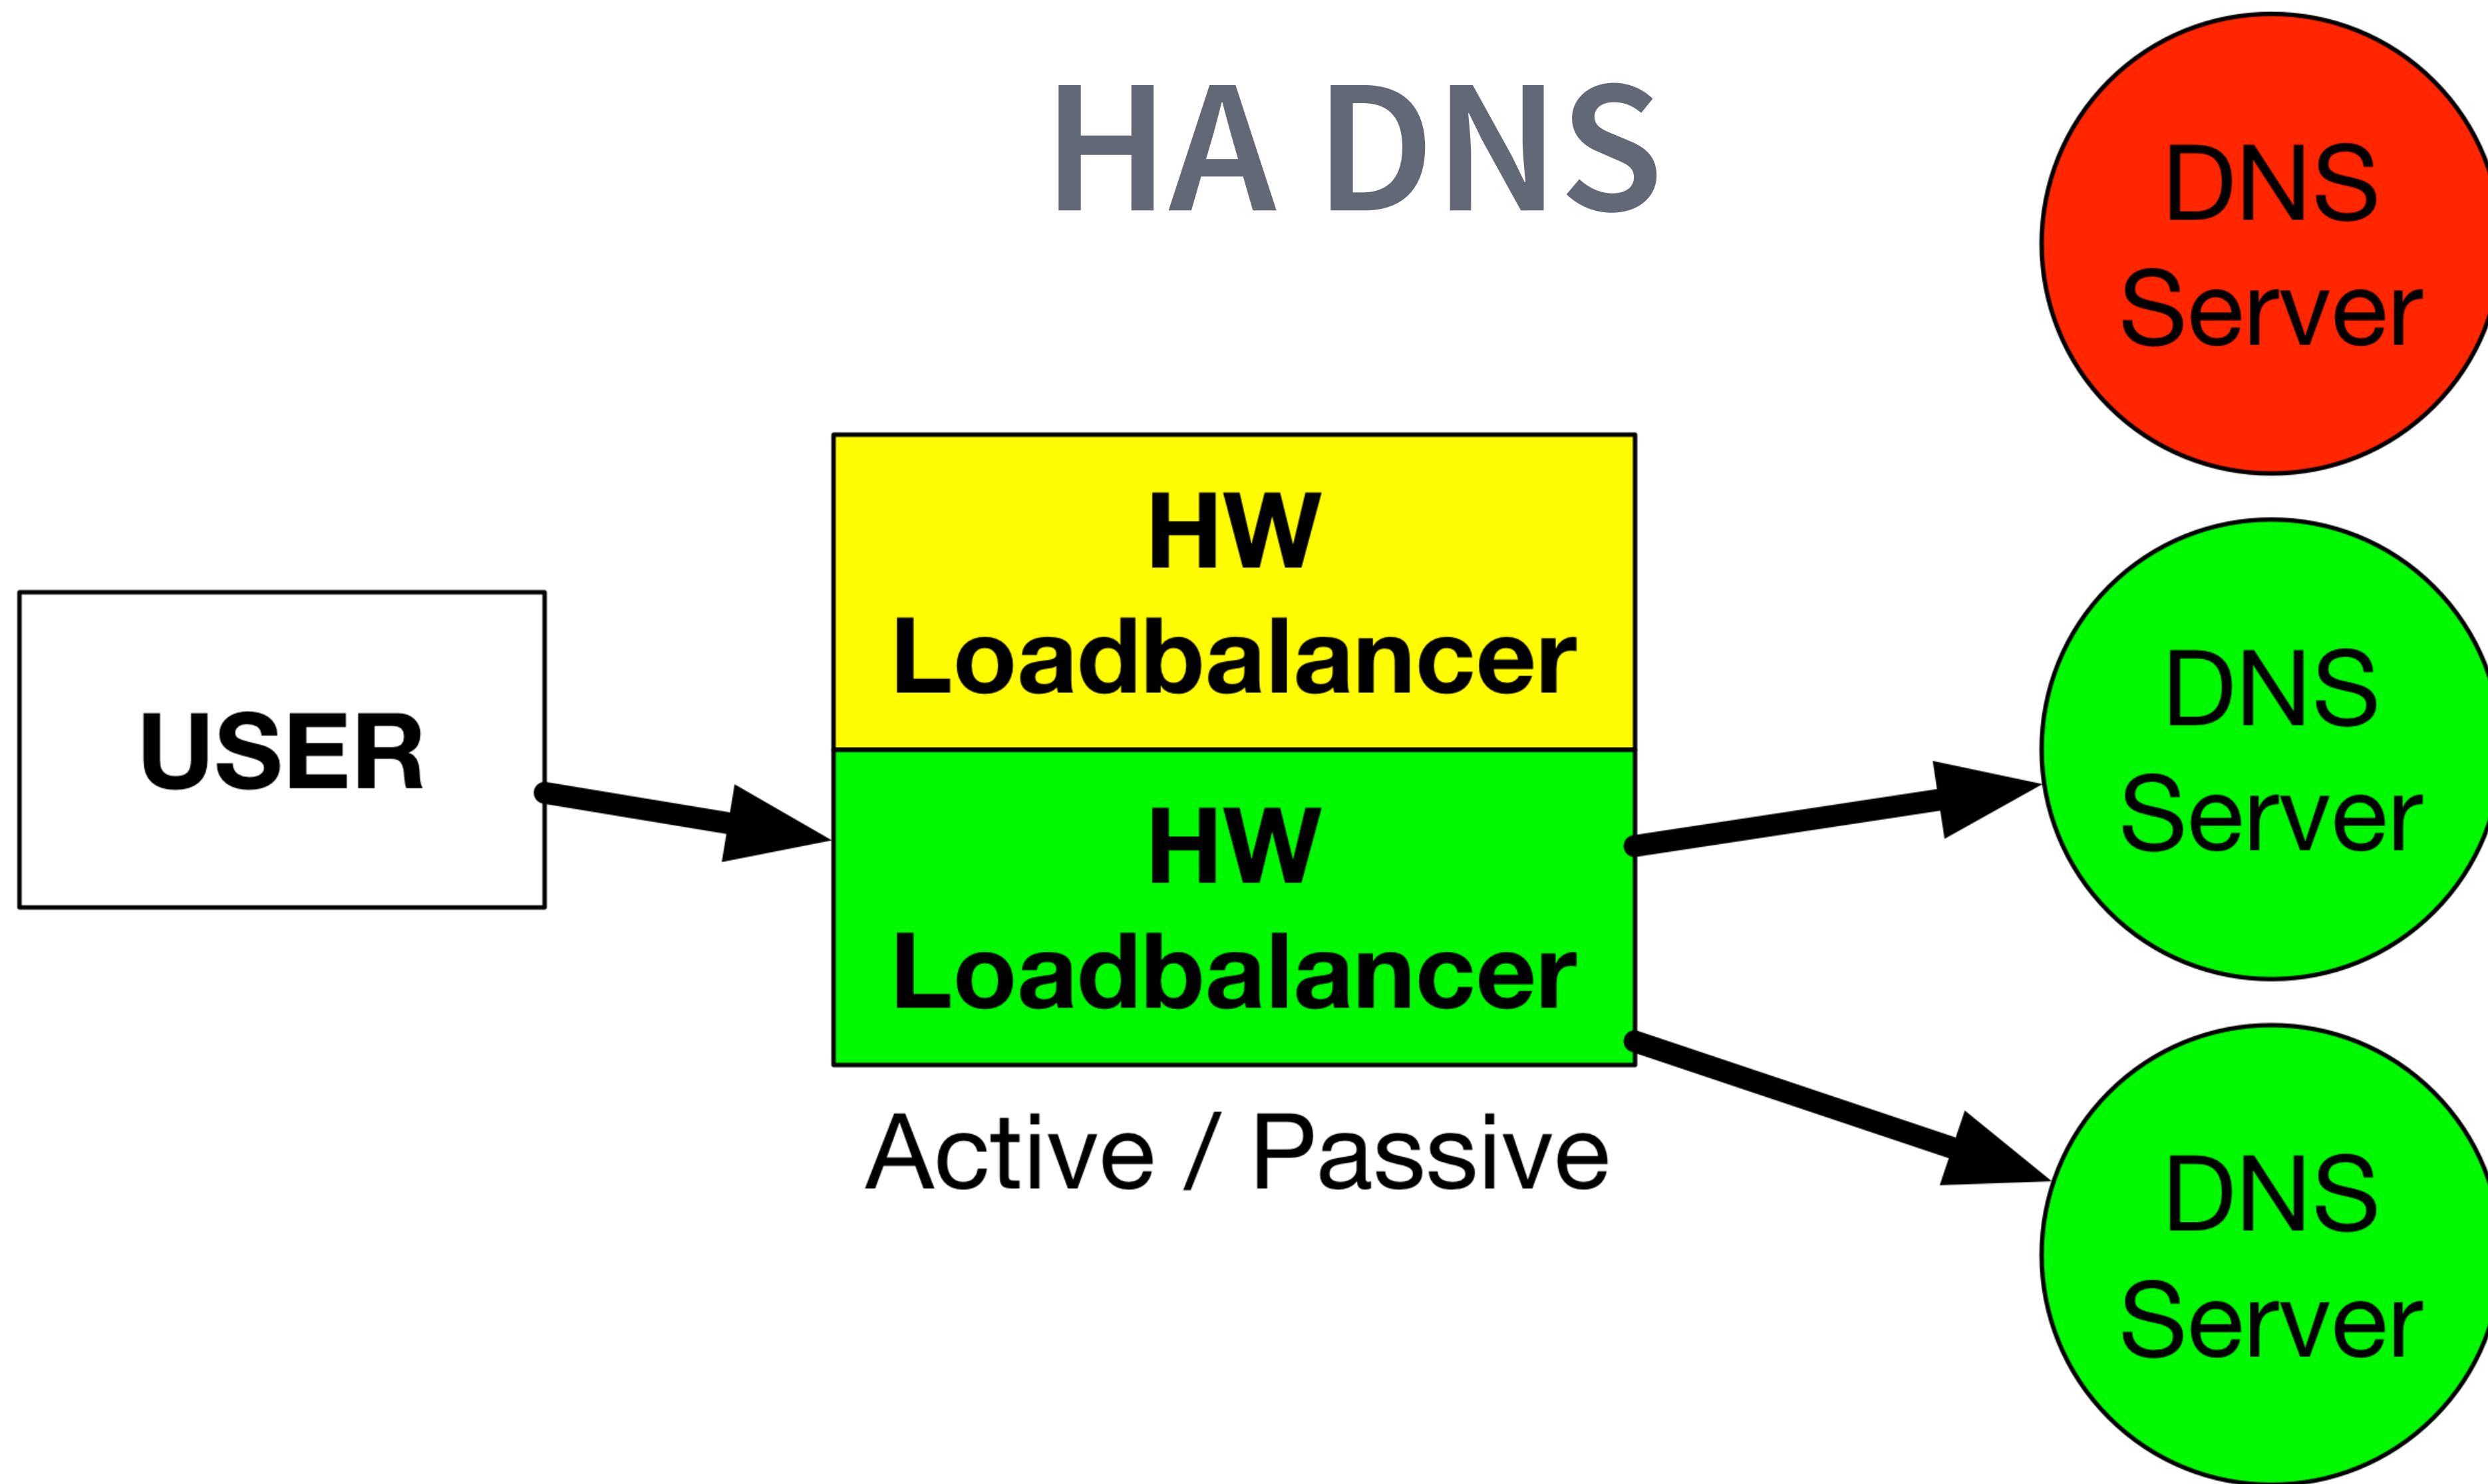 HA DNS
DNS
Server
HW
Loadbalancer
USER
HW
Loadbalancer
DNS
Server
Active / Passive
DNS
Server